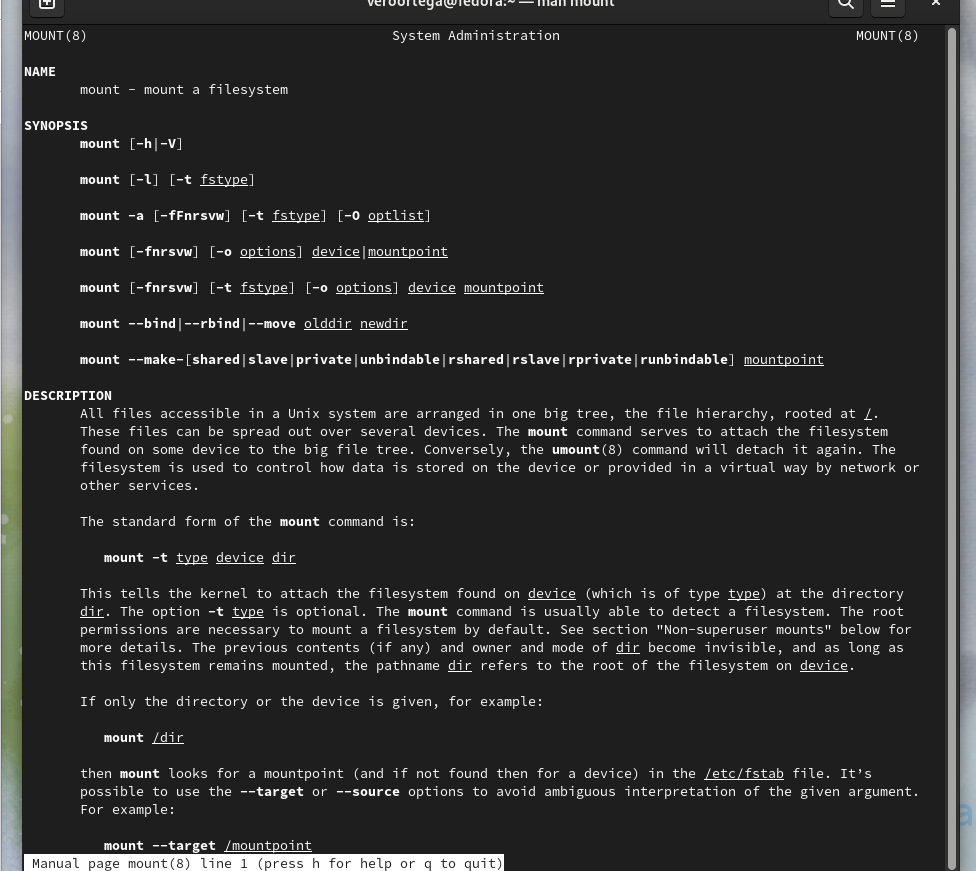 veroortega@fedora:~ — man mount
MOUNT(8) System Administration MOUNT(8)
NAME
mount - mount a filesystem
SYNOPSIS
mount [-h|-V]
mount [-l] [-t fstype]
mount -a [-fFnrsvw] [-t fstype] [-O optlist]
mount [-fnrsvw] [-o options] device|mountpoint
mount [-fnrsvw] [-t fstype] [-o options] device mountpoint
mount --bind|--rbind|--move olddir newdir
mount --make-[shared|slave|private|unbindable|rshared|rslave|rprivate|runbindable] mountpoint
DESCRIPTION
All files accessible in a Unix system are arranged in one big tree, the file hierarchy, rooted at /.
These files can be spread out over several devices. The mount command serves to attach the filesystem
found on some device to the big file tree. Conversely, the umount(8) command will detach it again. The
filesystem is used to control how data is stored on the device or provided in a virtual way by network or
other services.
The standard form of the mount command is:
mount -t type device dir
This tells the kernel to attach the filesystem found on device (which is of type type) at the directory
dir. The option -t type is optional. The mount command is usually able to detect a filesystem. The root
permissions are necessary to mount a filesystem by default. See section "Non-superuser mounts" below for
more details. The previous contents (if any) and owner and mode of dir become invisible, and as long as
this filesystem remains mounted, the pathname dir refers to the root of the filesystem on device.
If only the directory or the device is given, for example:
mount /dir
then mount looks for a mountpoint (and if not found then for a device) in the /etc/fstab file. It’s
possible to use the --target or --source options to avoid ambiguous interpretation of the given argument.
For example:
mount --target /mountpoint
Manual page mount(8) line 1 (press h for help or q to quit)